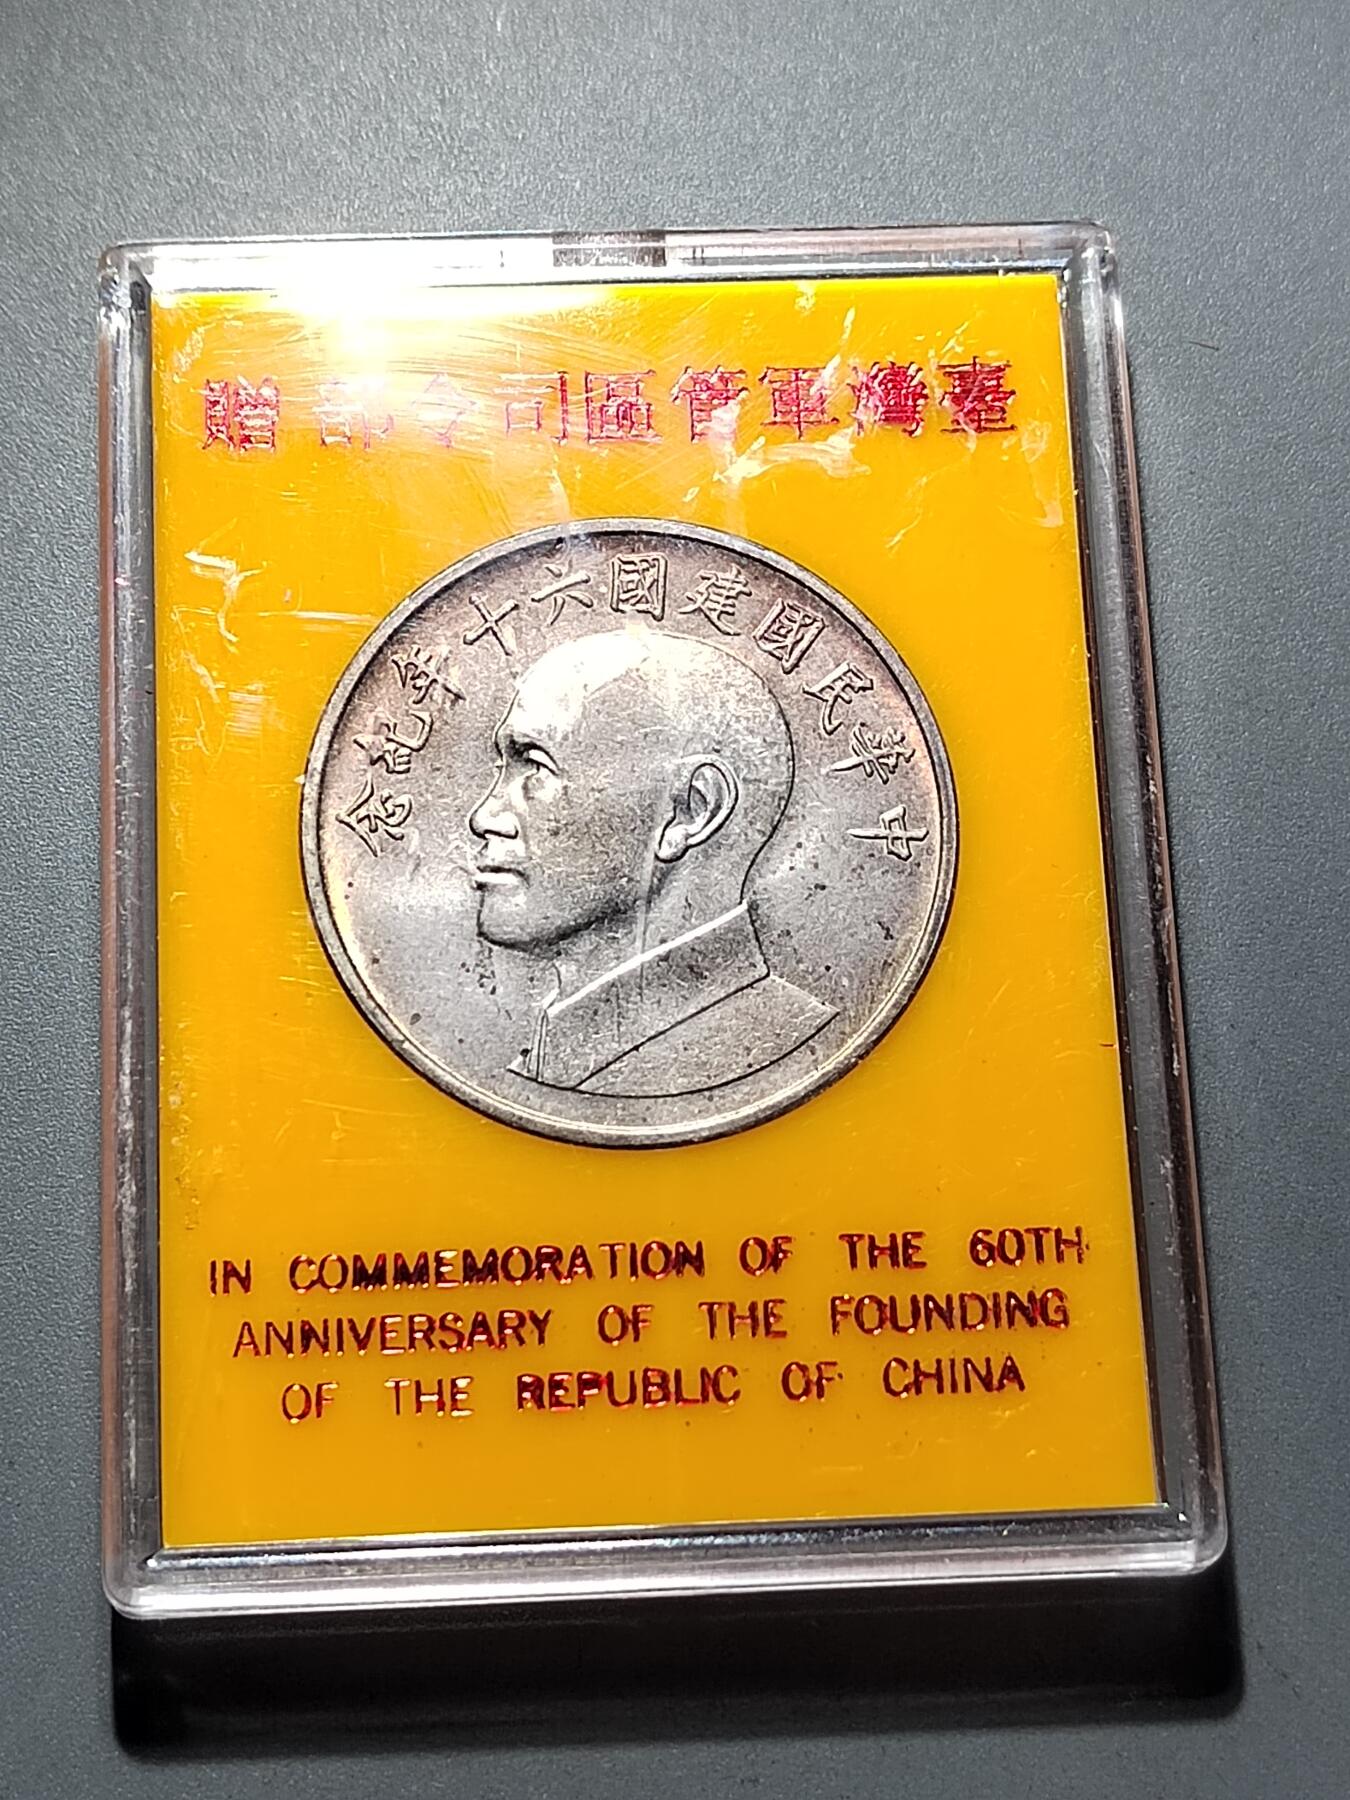 臺灣軍管區司令部贈
中華民國建國六十年紀念
IN COMMEMORATION OF THE 60TH
ANNIVERSARY OF THE FOUNDING
OF THE REPUBLIC OF CHINA